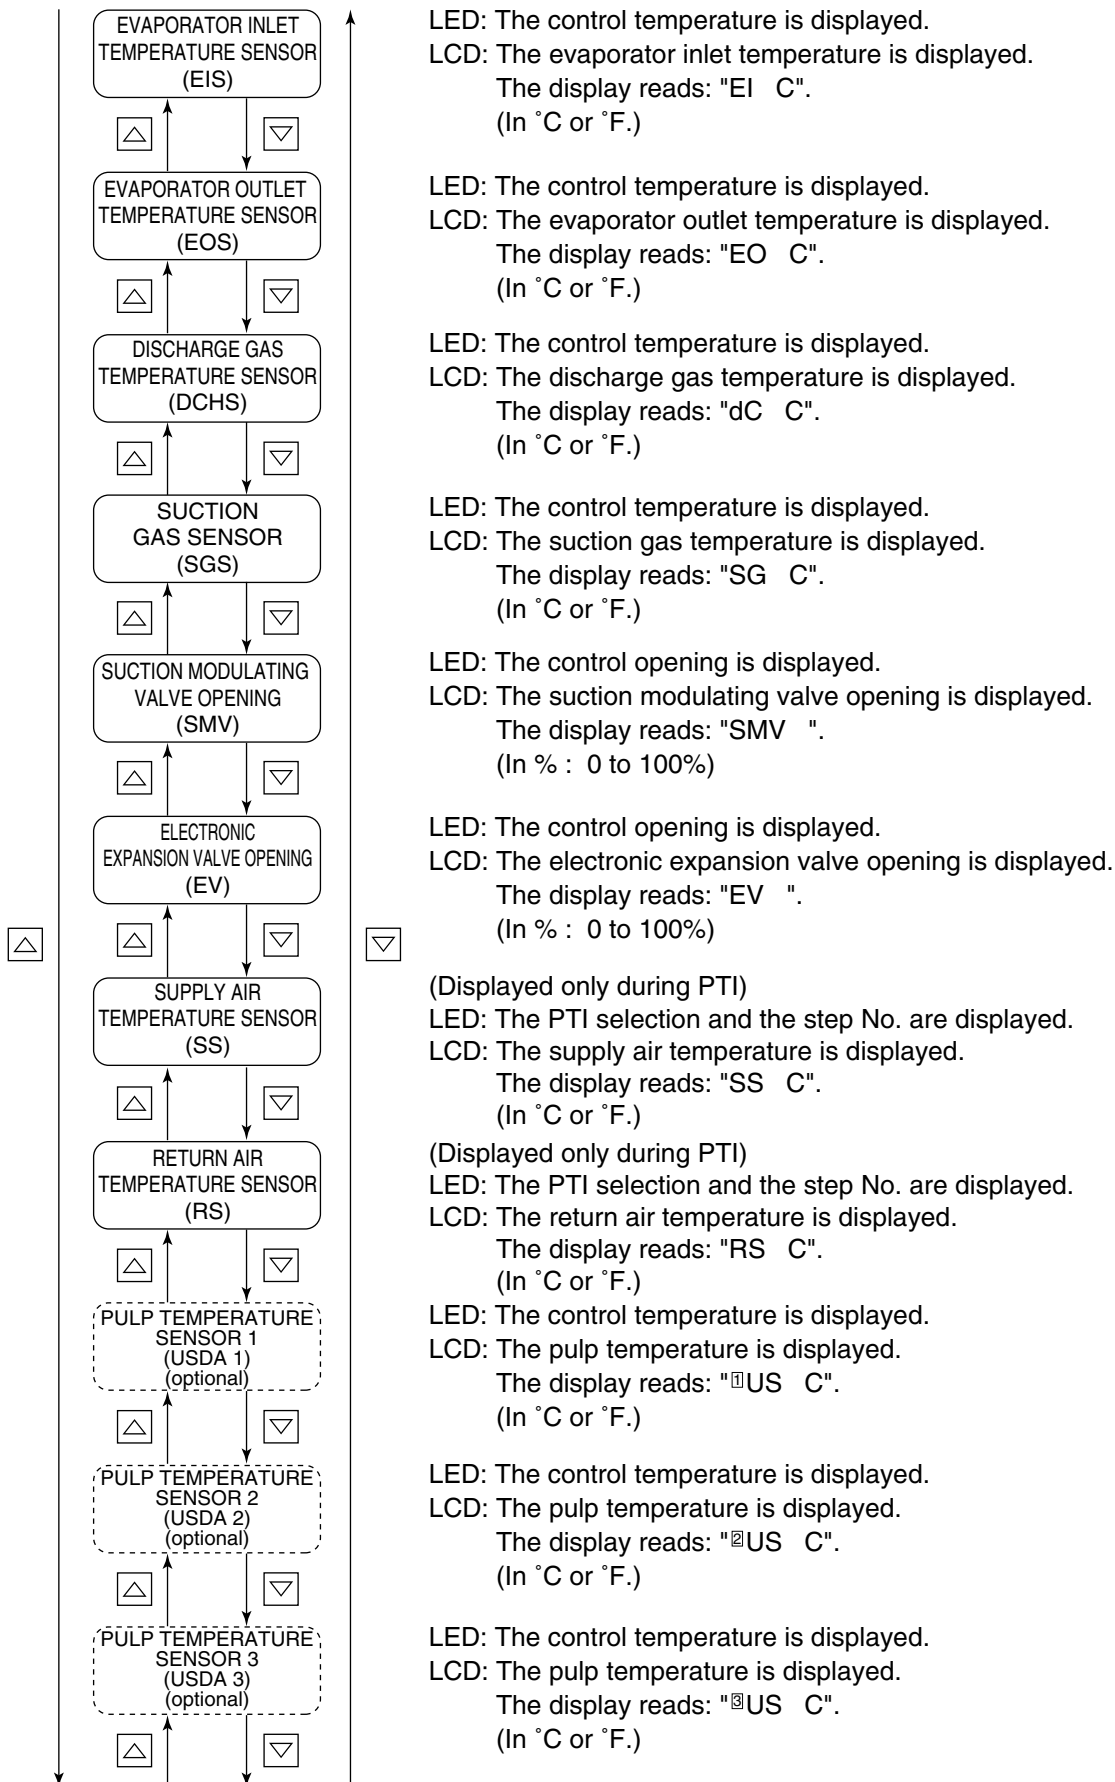 EVAPORATOR INLET
TEMPERATURE SENSOR
(EIS)
LED: The control temperature is displayed.
LCD: The evaporator inlet temperature is displayed.
The display reads: "EI   C".
(In ˚C or ˚F.)
EVAPORATOR OUTLET
TEMPERATURE SENSOR
(EOS)
LED: The control temperature is displayed.
LCD: The evaporator outlet temperature is displayed.
The display reads: "EO   C".
(In ˚C or ˚F.)
DISCHARGE GAS
TEMPERATURE SENSOR
(DCHS)
LED: The control temperature is displayed.
LCD: The discharge gas temperature is displayed.
The display reads: "dC   C".
(In ˚C or ˚F.)
SUCTION
GAS SENSOR
(SGS)
LED: The control temperature is displayed.
LCD: The suction gas temperature is displayed.
The display reads: "SG   C".
(In ˚C or ˚F.)
SUCTION MODULATING
VALVE OPENING
(SMV)
LED: The control opening is displayed.
LCD: The suction modulating valve opening is displayed.
The display reads: "SMV   ".
(In % :  0 to 100%)
ELECTRONIC
EXPANSION VALVE OPENING
(EV)
LED: The control opening is displayed.
LCD: The electronic expansion valve opening is displayed.
The display reads: "EV   ".
(In % :  0 to 100%)
SUPPLY AIR
TEMPERATURE SENSOR
(SS)
(Displayed only during PTI)
LED: The PTI selection and the step No. are displayed.
LCD: The supply air temperature is displayed.
The display reads: "SS   C".
(In ˚C or ˚F.)
RETURN AIR
TEMPERATURE SENSOR
(RS)
(Displayed only during PTI)
LED: The PTI selection and the step No. are displayed.
LCD: The return air temperature is displayed.
The display reads: "RS   C".
(In ˚C or ˚F.)
PULP TEMPERATURE
SENSOR 1
(USDA 1)
(optional)
LED: The control temperature is displayed.
LCD: The pulp temperature is displayed.
The display reads: "1US   C".
(In ˚C or ˚F.)
PULP TEMPERATURE
SENSOR 2
(USDA 2)
(optional)
LED: The control temperature is displayed.
LCD: The pulp temperature is displayed.
The display reads: "2US   C".
(In ˚C or ˚F.)
PULP TEMPERATURE
SENSOR 3
(USDA 3)
(optional)
LED: The control temperature is displayed.
LCD: The pulp temperature is displayed.
The display reads: "3US   C".
(In ˚C or ˚F.)